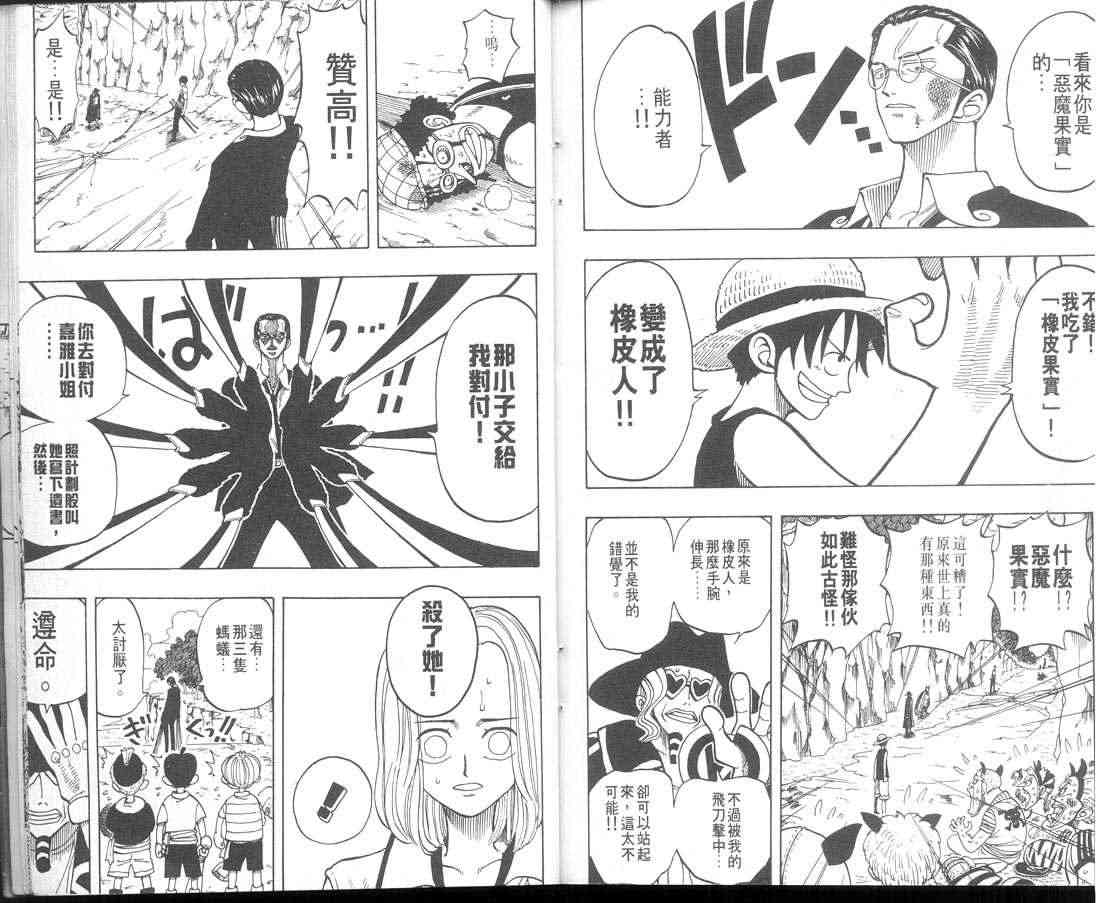 看來你是
「惡魔果實」
的…
能力者
…!!
ドン
不錯！
我吃了
「橡皮果實」！
變成了
橡皮人!!
什麼!?
惡魔
果實!?
這可糟了！
原來世上真的
有那種東西!!
難怪那傢伙
如此古怪!!
原來是
橡皮人，
那麼手腕
伸長……
並不是我的
錯覺了。
不過被我的
飛刀擊中…
卻可以站起
來，這太不
可能!!
…嗚…
贊高!!
是…是!!
那小子交給
我對付！
ばっ…!!
你去對付
嘉雅小姐
……
照計劃般叫
她寫下遺書，
然後…
殺了她！
!
還有…
那三隻
螞蟻…
太討厭了。
ぎくっ!!
遵命。